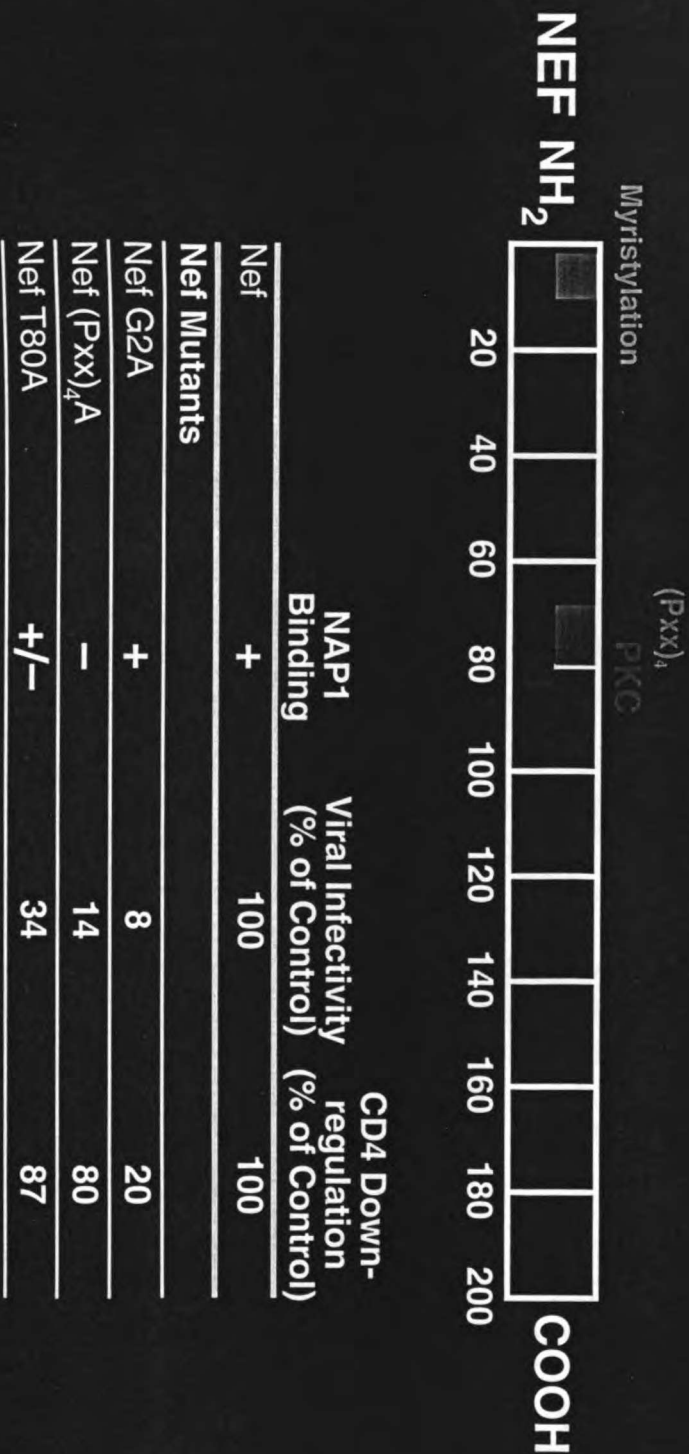 (Pxx)₄
Myristylation PKC
NEF NH₂ COOH
20 40 60 80 100 120 140 160 180 200
NAP1 Binding
Viral Infectivity (% of Control)
CD4 Down-regulation (% of Control)
Nef + 100 100
Nef Mutants
Nef G2A + 8 20
Nef (Pxx)₄A – 14 80
Nef T80A +/– 34 87